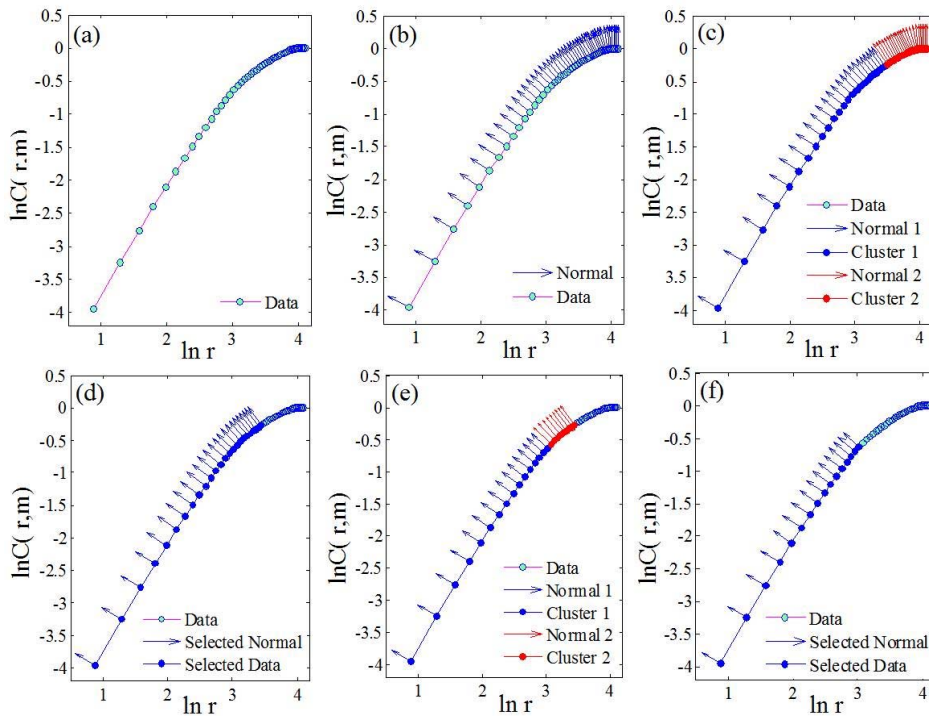 (a)
0.5
0
-0.5
-1
-1.5
-2
-2.5
-3
-3.5
-4
lnC( r,m)
Data
1 2 3 4
ln r
(b)
0.5
0
-0.5
-1
-1.5
-2
-2.5
-3
-3.5
-4
lnC( r,m)
Normal
Data
1 2 3 4
ln r
(c)
0.5
0
-0.5
-1
-1.5
-2
-2.5
-3
-3.5
-4
lnC( r,m)
Data
Normal 1
Cluster 1
Normal 2
Cluster 2
1 2 3 4
ln r
(d)
0.5
0
-0.5
-1
-1.5
-2
-2.5
-3
-3.5
-4
lnC( r,m)
Data
Selected Normal
Selected Data
1 2 3 4
ln r
(e)
0.5
0
-0.5
-1
-1.5
-2
-2.5
-3
-3.5
-4
lnC( r,m)
Data
Normal 1
Cluster 1
Normal 2
Cluster 2
1 2 3 4
ln r
(f)
0.5
0
-0.5
-1
-1.5
-2
-2.5
-3
-3.5
-4
lnC( r,m)
Data
Selected Normal
Selected Data
1 2 3 4
ln r